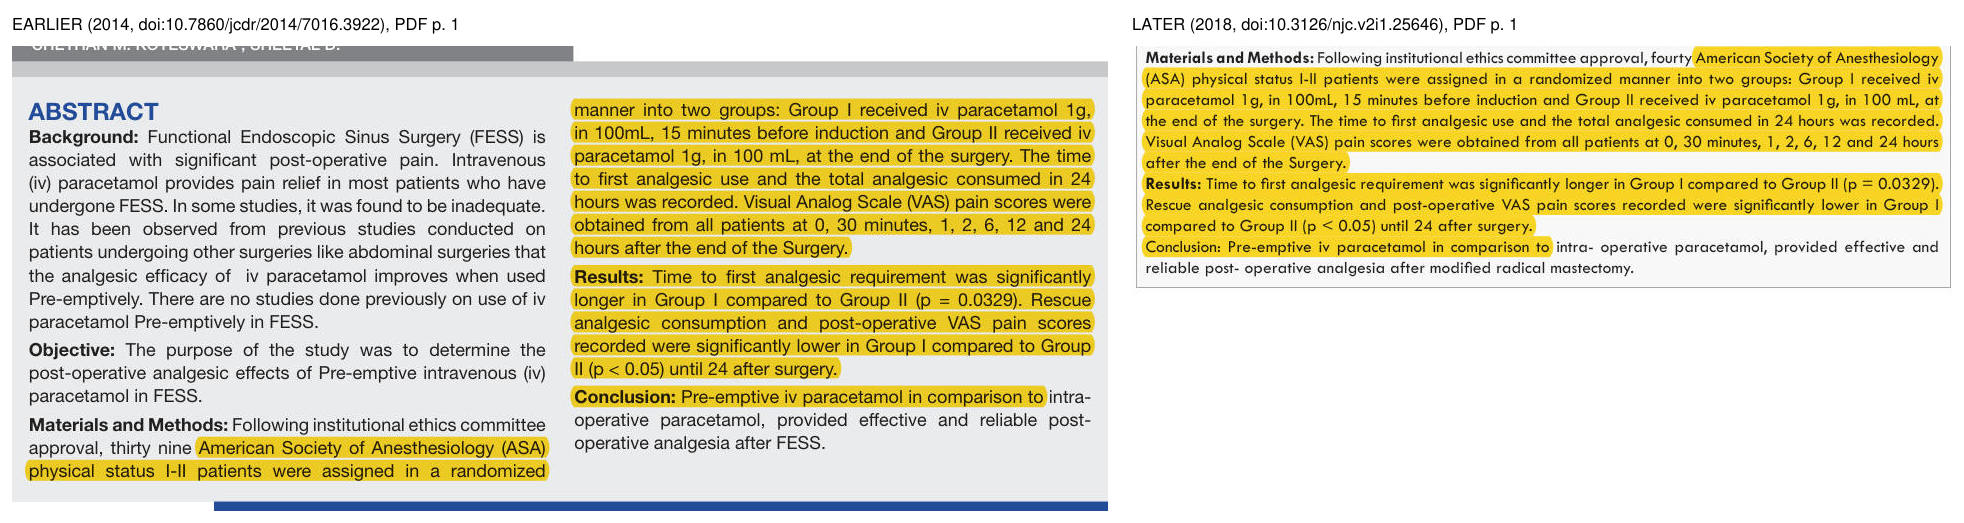 EARLIER (2014, doi:10.7860/jcdr/2014/7016.3922), PDF p. 1
ABSTRACT
Background: Functional Endoscopic Sinus Surgery (FESS) is
associated with significant post-operative pain. Intravenous
(iv) paracetamol provides pain relief in most patients who have
undergone FESS. In some studies, it was found to be inadequate.
It has been observed from previous studies conducted on
patients undergoing other surgeries like abdominal surgeries that
the analgesic efficacy of iv paracetamol improves when used
Pre-emptively. There are no studies done previously on use of iv
paracetamol Pre-emptively in FESS.
Objective: The purpose of the study was to determine the
post-operative analgesic effects of Pre-emptive intravenous (iv)
paracetamol in FESS.
Materials and Methods: Following institutional ethics committee
approval, thirty nine American Society of Anesthesiology (ASA)
physical status I-II patients were assigned in a randomized
manner into two groups: Group I received iv paracetamol 1g,
in 100mL, 15 minutes before induction and Group II received iv
paracetamol 1g, in 100 mL, at the end of the surgery. The time
to first analgesic use and the total analgesic consumed in 24
hours was recorded. Visual Analog Scale (VAS) pain scores were
obtained from all patients at 0, 30 minutes, 1, 2, 6, 12 and 24
hours after the end of the Surgery.
Results: Time to first analgesic requirement was significantly
longer in Group I compared to Group II (p = 0.0329). Rescue
analgesic consumption and post-operative VAS pain scores
recorded were significantly lower in Group I compared to Group
II (p < 0.05) until 24 after surgery.
Conclusion: Pre-emptive iv paracetamol in comparison to intra-
operative paracetamol, provided effective and reliable post-
operative analgesia after FESS.
LATER (2018, doi:10.3126/njc.v2i1.25646), PDF p. 1
Materials and Methods: Following institutional ethics committee approval, fourty American Society of Anesthesiology
(ASA) physical status I-II patients were assigned in a randomized manner into two groups: Group I received iv
paracetamol 1g, in 100mL, 15 minutes before induction and Group II received iv paracetamol 1g, in 100 mL, at
the end of the surgery. The time to first analgesic use and the total analgesic consumed in 24 hours was recorded.
Visual Analog Scale (VAS) pain scores were obtained from all patients at 0, 30 minutes, 1, 2, 6, 12 and 24 hours
after the end of the Surgery.
Results: Time to first analgesic requirement was significantly longer in Group I compared to Group II (p = 0.0329).
Rescue analgesic consumption and post-operative VAS pain scores recorded were significantly lower in Group I
compared to Group II (p < 0.05) until 24 after surgery.
Conclusion: Pre-emptive iv paracetamol in comparison to intra- operative paracetamol, provided effective and
reliable post- operative analgesia after modified radical mastectomy.